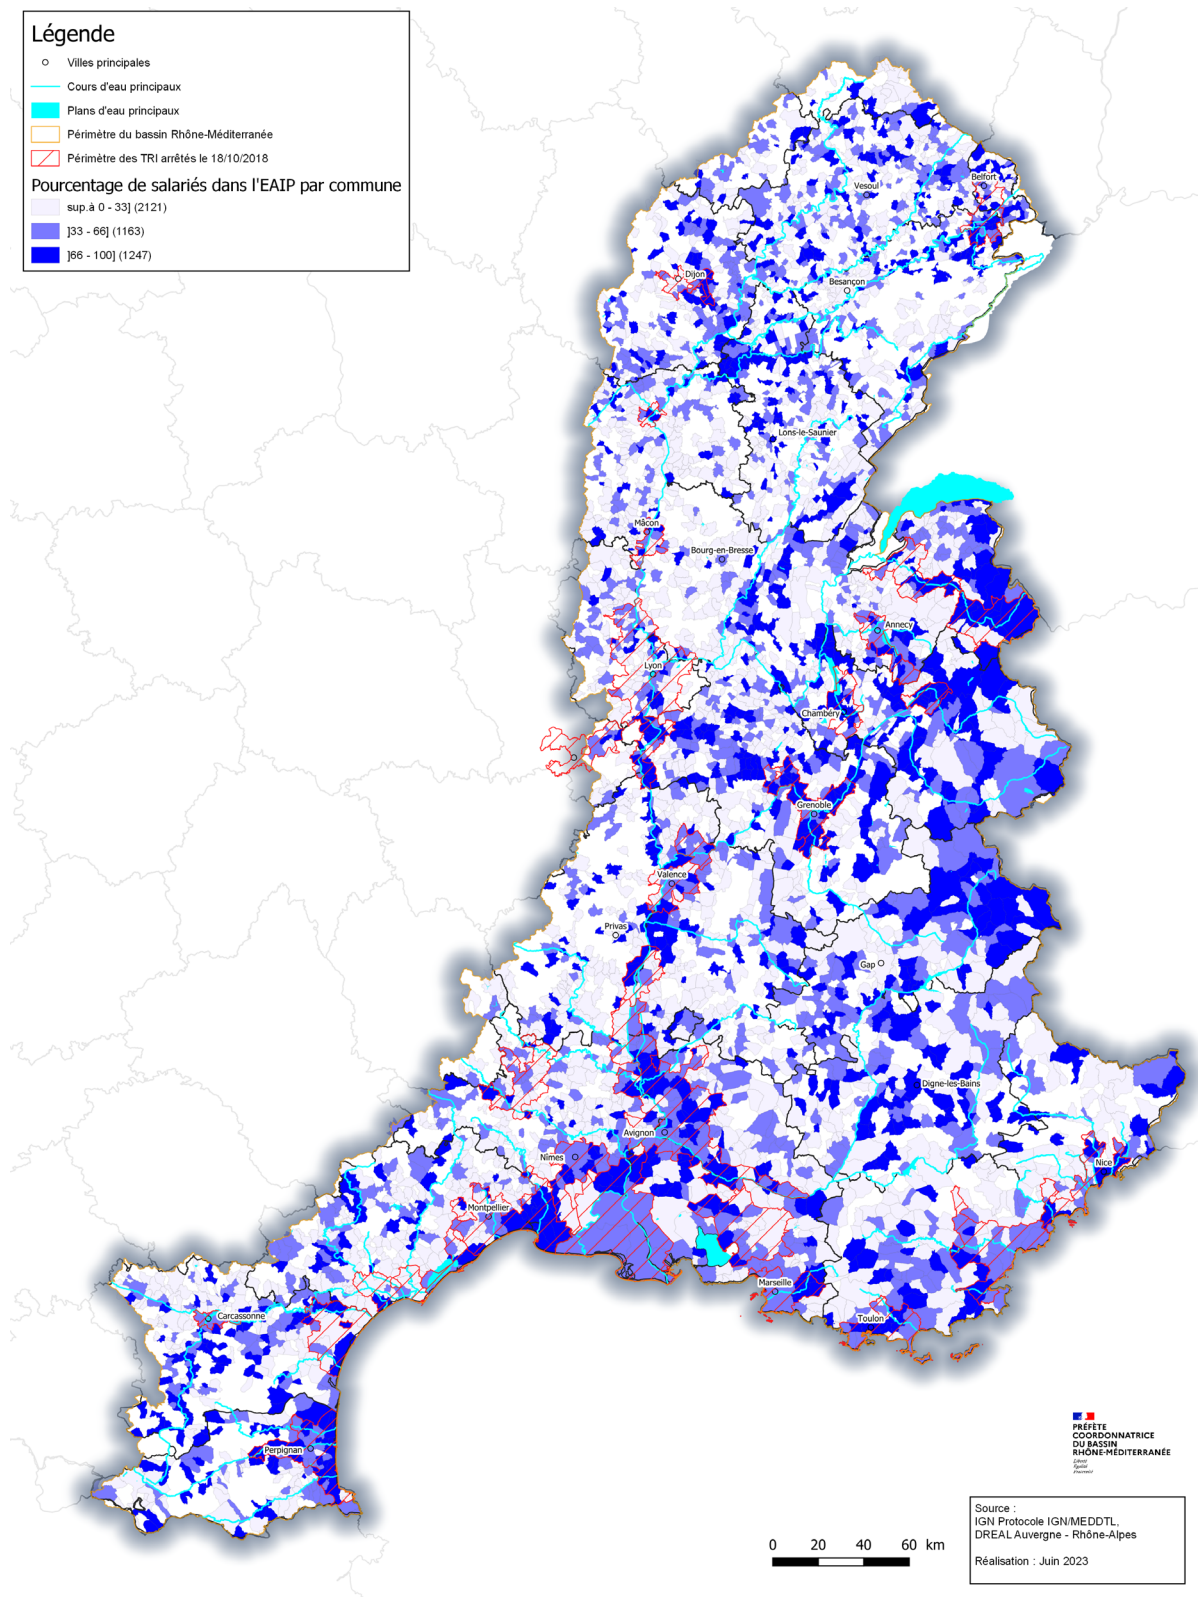 Légende
Villes principales
Cours d'eau principaux
Plans d'eau principaux
Périmètre du bassin Rhône-Méditerranée
Périmètre des TRI arrêtés le 18/10/2018
Pourcentage de salariés dans l'EAIP par commune
sup.à 0 - 33] (2121)
]33 - 66] (1163)
]66 - 100] (1247)
Belfort
Vesoul
Dijon
Besançon
Lons-le-Saunier
Mâcon
Bourg-en-Bresse
Annecy
Lyon
Chambéry
Grenoble
Valence
Privas
Gap
Digne-les-Bains
Avignon
Nîmes
Nice
Montpellier
Marseille
Toulon
Carcassonne
Perpignan
PRÉFÈTE
COORDONNATRICE
DU BASSIN
RHÔNE-MÉDITERRANÉE
Liberté
Égalité
Fraternité
0 20 40 60 km
Source :
IGN Protocole IGN/MEDDTL,
DREAL Auvergne - Rhône-Alpes
Réalisation : Juin 2023